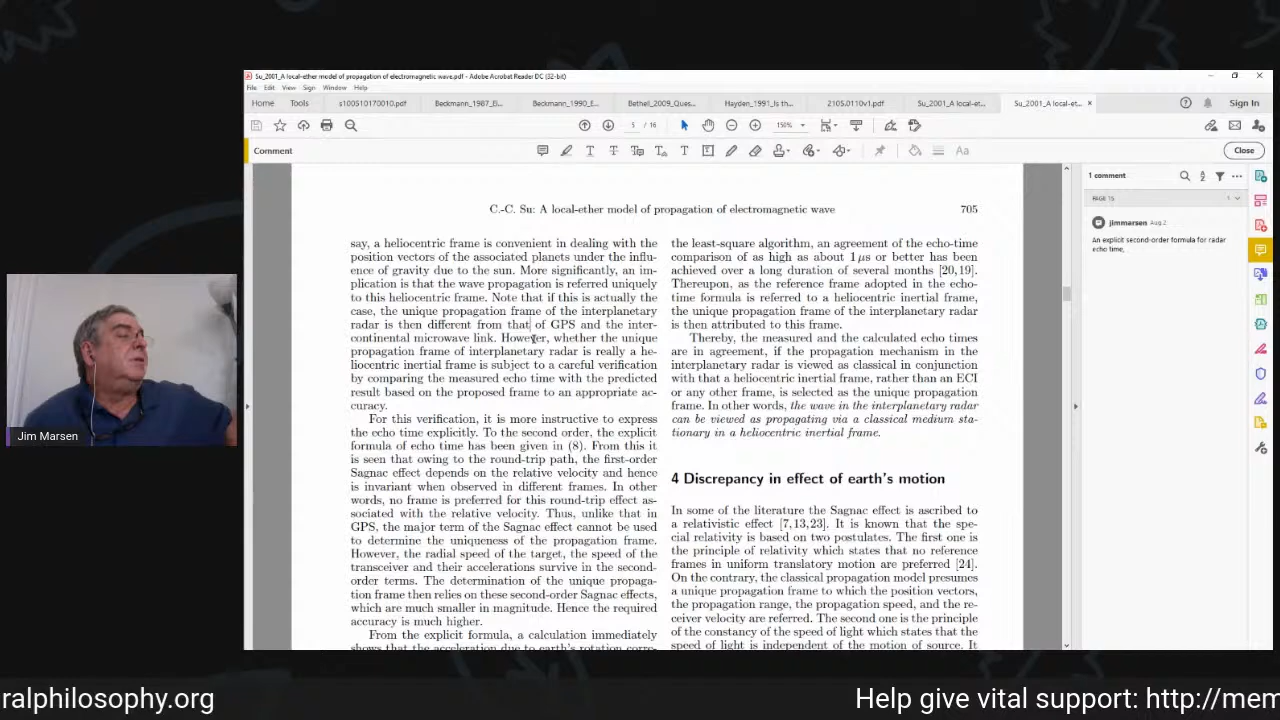 Su_2001_A local-ether model of propagation of electromagnetic wave.pdf - Adobe Acrobat Reader DC (32-bit)
File Edit View Sign Window Help
Home Tools s100510170010.pdf Beckmann_1987_B... Beckmann_1990_E... Bethell_2009_Ques... Hayden_1991_Is th... 2105.0110v1.pdf Su_2001_A local-et... Su_2001_A local-et... Sign In
5 / 16 150%
Comment
Close
C.-C. Su: A local-ether model of propagation of electromagnetic wave 705
say, a heliocentric frame is convenient in dealing with the
position vectors of the associated planets under the influ-
ence of gravity due to the sun. More significantly, an im-
plication is that the wave propagation is referred uniquely
to this heliocentric frame. Note that if this is actually the
case, the unique propagation frame of the interplanetary
radar is then different from that of GPS and the inter-
continental microwave link. However, whether the unique
propagation frame of interplanetary radar is really a he-
liocentric inertial frame is subject to a careful verification
by comparing the measured echo time with the predicted
result based on the proposed frame to an appropriate ac-
curacy.
For this verification, it is more instructive to express
the echo time explicitly. To the second order, the explicit
formula of echo time has been given in (8). From this it
is seen that owing to the round-trip path, the first-order
Sagnac effect depends on the relative velocity and hence
is invariant when observed in different frames. In other
words, no frame is preferred for this round-trip effect as-
sociated with the relative velocity. Thus, unlike that in
GPS, the major term of the Sagnac effect cannot be used
to determine the uniqueness of the propagation frame.
However, the radial speed of the target, the speed of the
transceiver and their accelerations survive in the second-
order terms. The determination of the unique propaga-
tion frame then relies on these second-order Sagnac effects,
which are much smaller in magnitude. Hence the required
accuracy is much higher.
From the explicit formula, a calculation immediately
shows that the acceleration due to earth's rotation corre-
the least-square algorithm, an agreement of the echo-time
comparison of as high as about 1 μs or better has been
achieved over a long duration of several months [20,19].
Thereupon, as the reference frame adopted in the echo-
time formula is referred to a heliocentric inertial frame,
the unique propagation frame of the interplanetary radar
is then attributed to this frame.
Thereby, the measured and the calculated echo times
are in agreement, if the propagation mechanism in the
interplanetary radar is viewed as classical in conjunction
with that a heliocentric inertial frame, rather than an ECI
or any other frame, is selected as the unique propagation
frame. In other words, the wave in the interplanetary radar
can be viewed as propagating via a classical medium sta-
tionary in a heliocentric inertial frame.
4 Discrepancy in effect of earth's motion
In some of the literature the Sagnac effect is ascribed to
a relativistic effect [7,13,23]. It is known that the spe-
cial relativity is based on two postulates. The first one is
the principle of relativity which states that no reference
frames in uniform translatory motion are preferred [24].
On the contrary, the classical propagation model presumes
a unique propagation frame to which the position vectors,
the propagation range, the propagation speed, and the re-
ceiver velocity are referred. The second one is the principle
of the constancy of the speed of light which states that the
speed of light is independent of the motion of source. It
1 comment
PAGE 15 1
jimmarsen Aug 2
An explicit second-order formula for radar
echo time,
Jim Marsen
ralphilosophy.org Help give vital support: http://mem